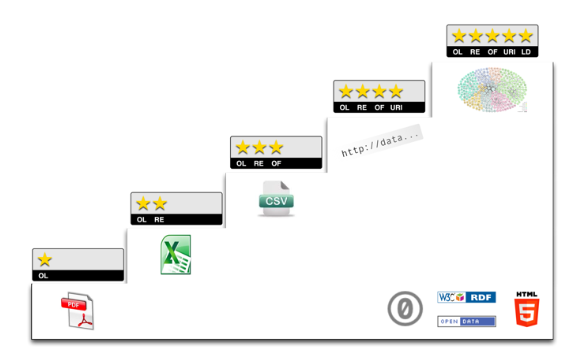 OL RE OF URI LD
OL RE OF URI
http://data...
OL RE OF
CSV
OL RE
OL
PDF
W3C RDF
HTML
5
OPEN DATA